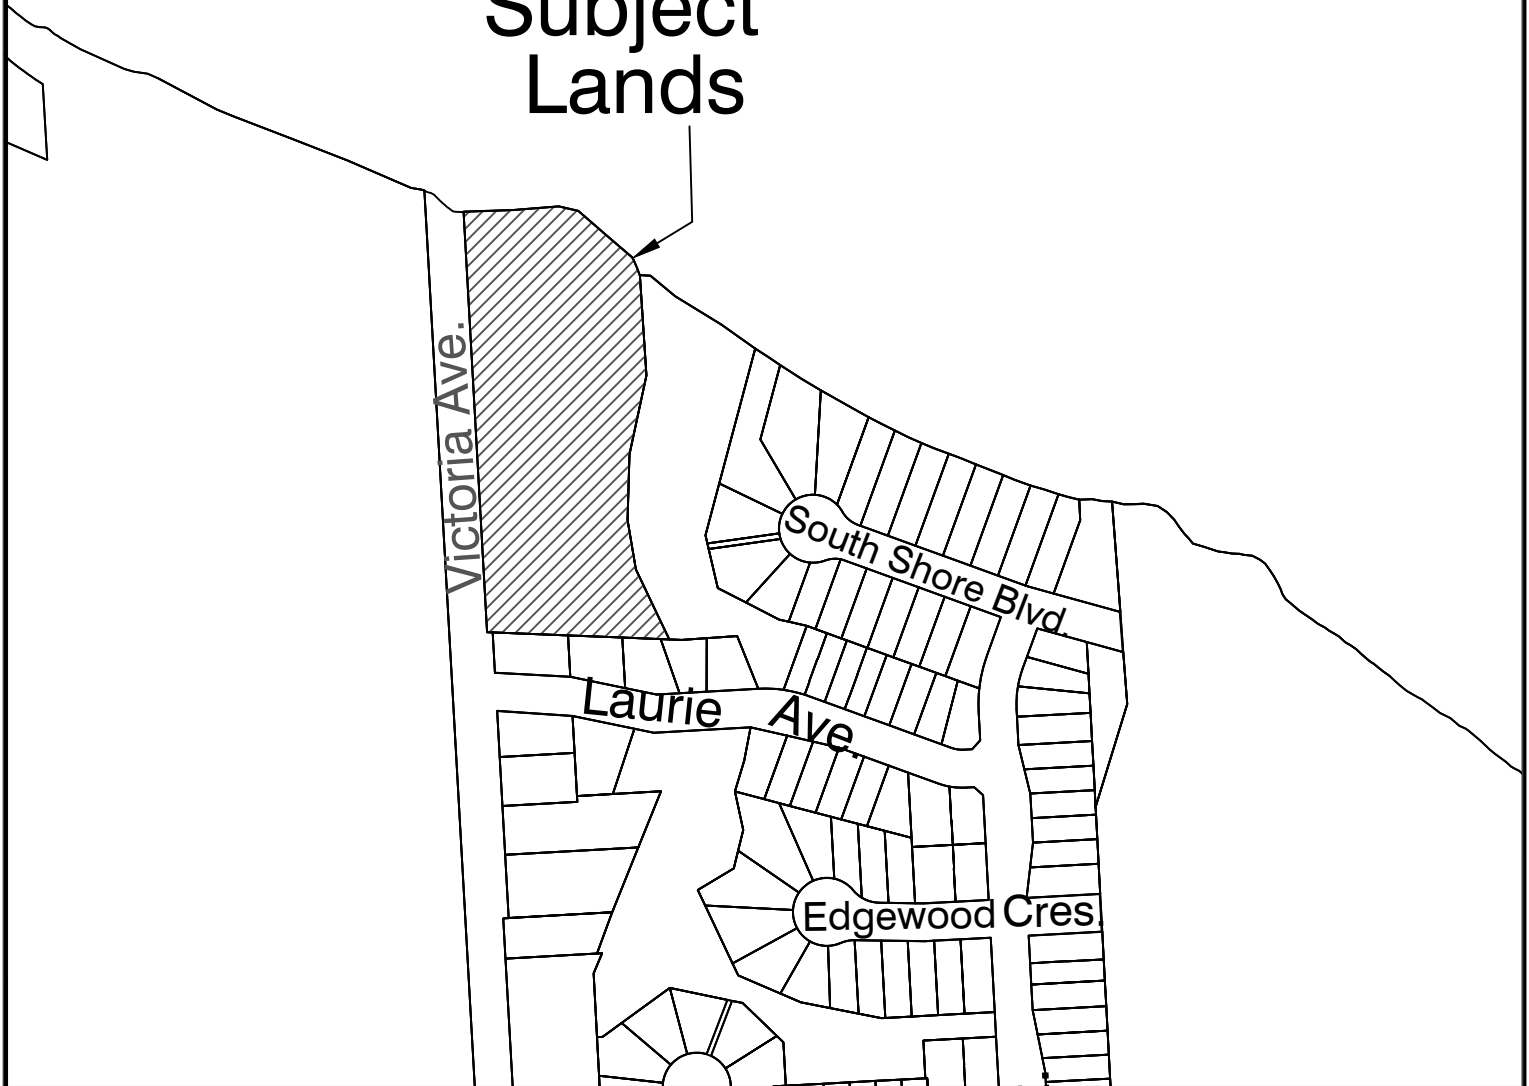 Subject
Lands
Victoria Ave.
South Shore Blvd.
Laurie Ave.
Edgewood Cres.